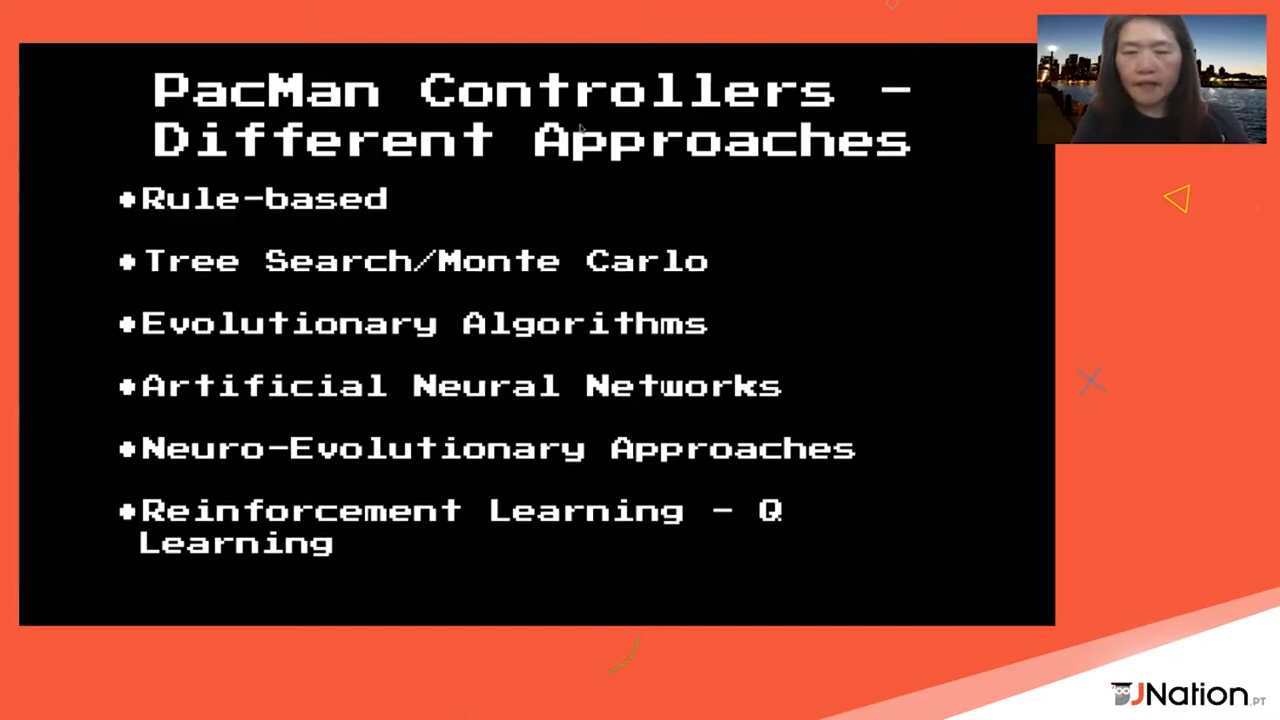 PacMan Controllers -
Different Approaches
•Rule-based
•Tree Search/Monte Carlo
•Evolutionary Algorithms
•Artificial Neural Networks
•Neuro-Evolutionary Approaches
•Reinforcement Learning - Q
Learning
JNation.PT